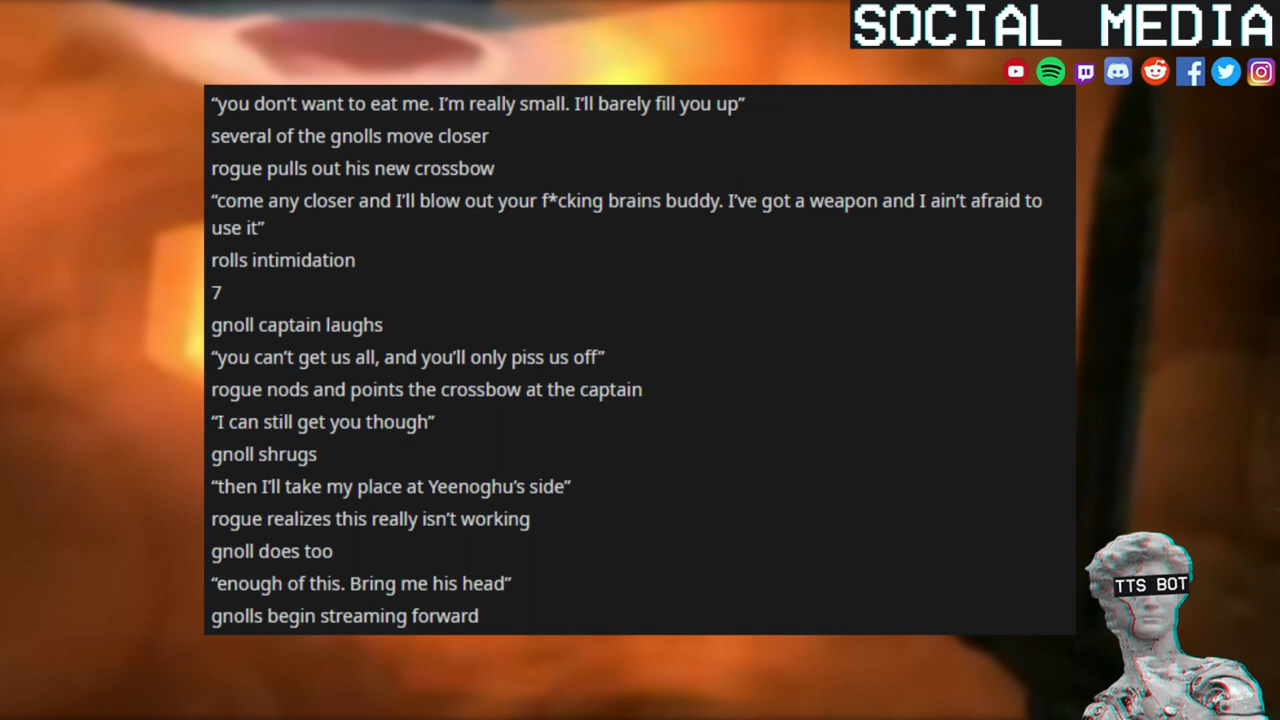 SOCIAL MEDIA
“you don’t want to eat me. I’m really small. I’ll barely fill you up”
several of the gnolls move closer
rogue pulls out his new crossbow
“come any closer and I’ll blow out your f*cking brains buddy. I’ve got a weapon and I ain’t afraid to
use it”
rolls intimidation
7
gnoll captain laughs
“you can’t get us all, and you’ll only piss us off”
rogue nods and points the crossbow at the captain
“I can still get you though”
gnoll shrugs
“then I’ll take my place at Yeenoghu’s side”
rogue realizes this really isn’t working
gnoll does too
“enough of this. Bring me his head”
gnolls begin streaming forward
TTS BOT